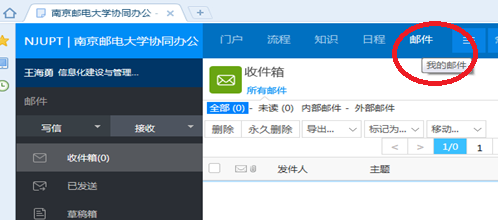 南京邮电大学协同办公
NJUPT | 南京邮电大学协同办公
门户 流程 知识 日程 邮件
我的邮件
王海勇 信息化建设与管理...
收件箱
所有邮件
邮件
全部 (0) - 未读 (0) 内部邮件 - 外部邮件
写信 接收
删除 永久删除 导出... 标记为... 移动...
< > 1/0 1
收件箱(0)
发件人 主题
已发送
草稿箱